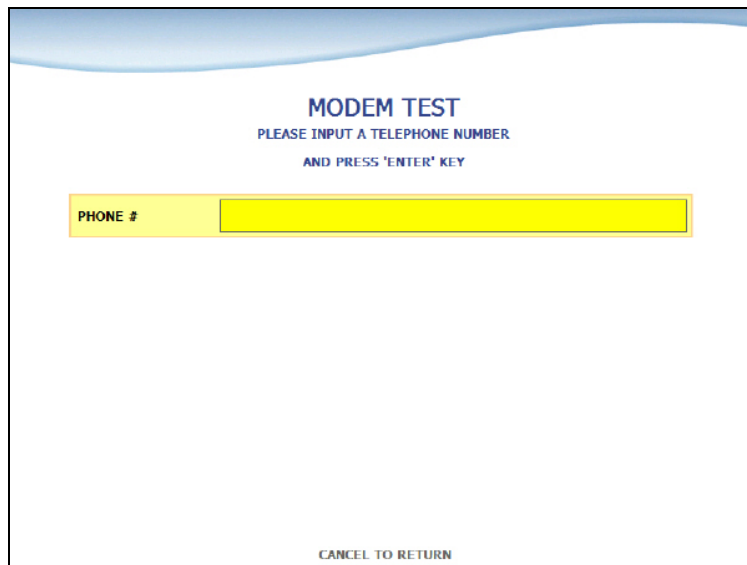 MODEM TEST
PLEASE INPUT A TELEPHONE NUMBER
AND PRESS 'ENTER' KEY
PHONE #
CANCEL TO RETURN